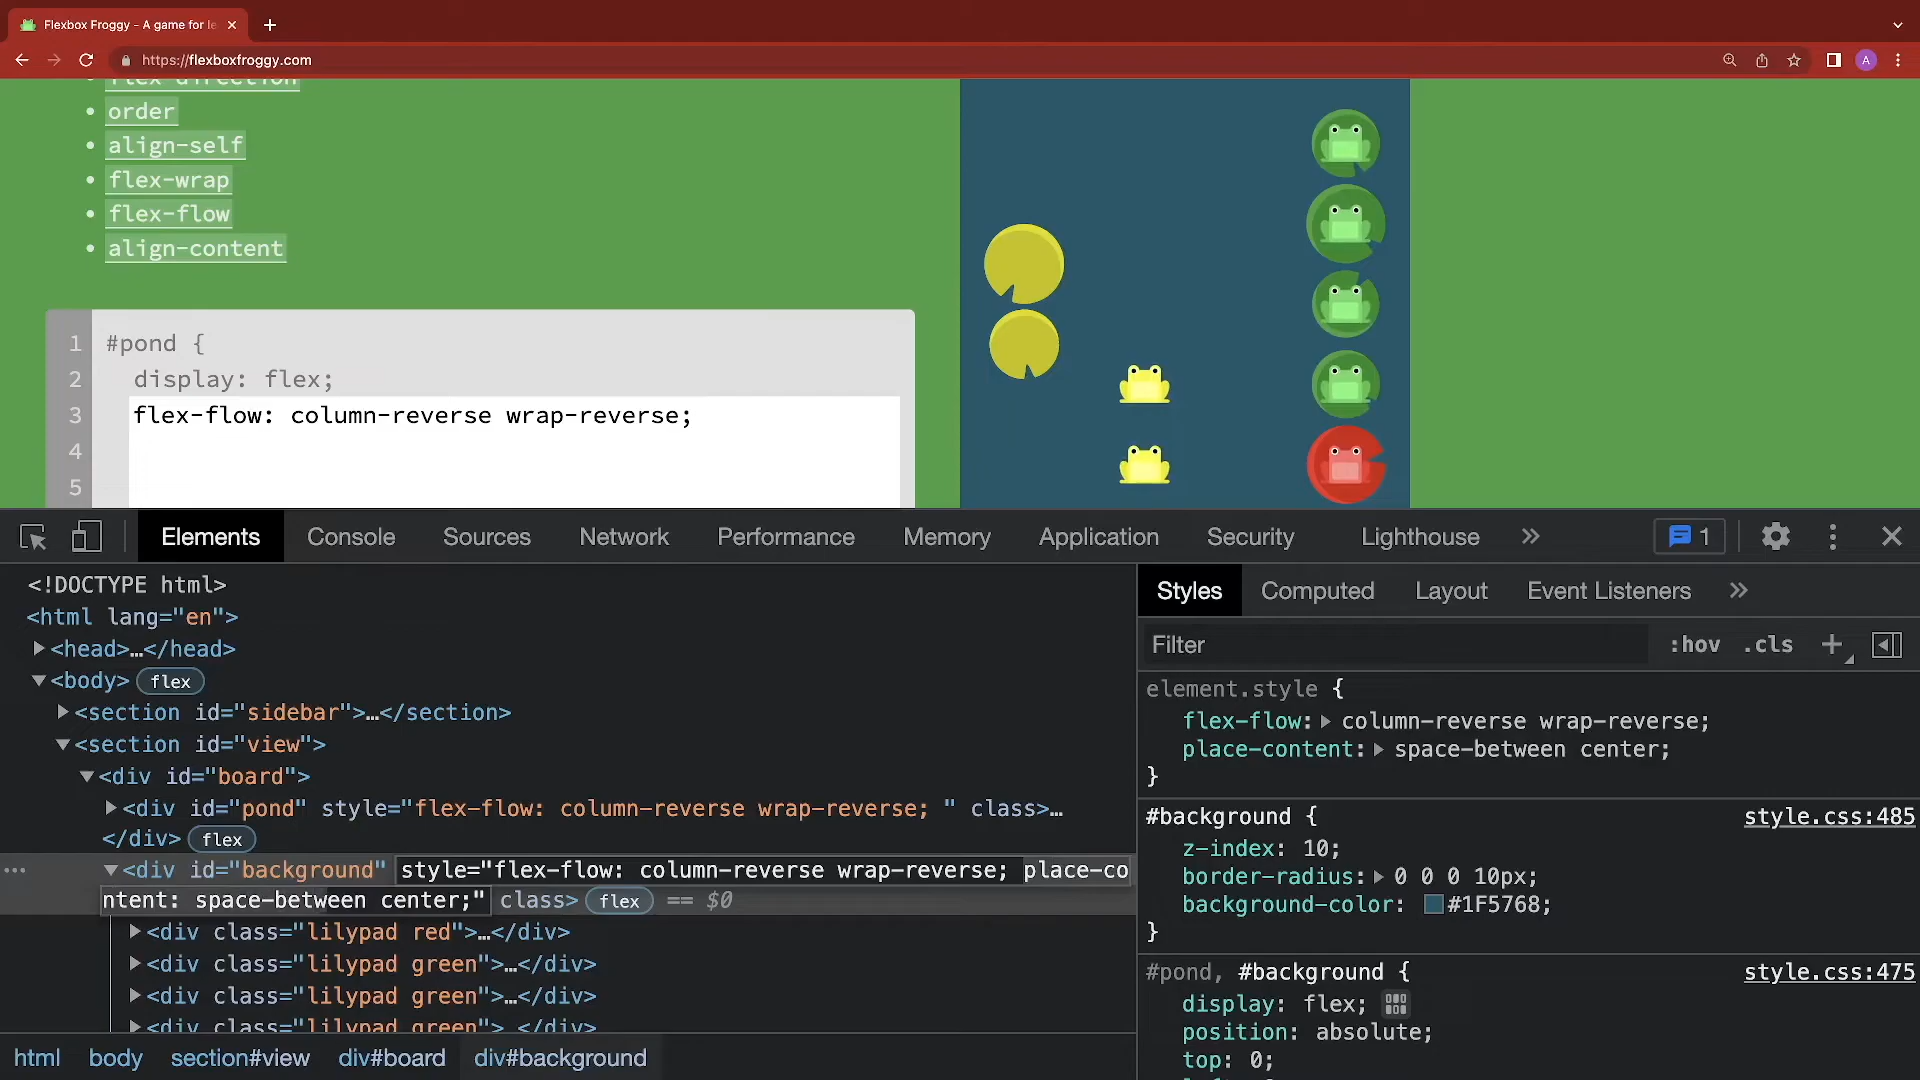 Flexbox Froggy - A game for le
https://flexboxfroggy.com
A
flex-direction
order
align-self
flex-wrap
flex-flow
align-content
1 #pond {
2 display: flex;
3 flex-flow: column-reverse wrap-reverse;
4
5
Elements Console Sources Network Performance Memory Application Security Lighthouse » 1
<!DOCTYPE html>
<html lang="en">
<head>…</head>
<body> flex
<section id="sidebar">…</section>
<section id="view">
<div id="board">
<div id="pond" style="flex-flow: column-reverse wrap-reverse; " class>…
</div> flex
<div id="background" style="flex-flow: column-reverse wrap-reverse; place-co
ntent: space-between center;" class> flex == $0
<div class="lilypad red">…</div>
<div class="lilypad green">…</div>
<div class="lilypad green">…</div>
<div class="lilypad green">…</div>
html body section#view div#board div#background
Styles Computed Layout Event Listeners »
Filter :hov .cls +
element.style {
flex-flow: column-reverse wrap-reverse;
place-content: space-between center;
}
#background { style.css:485
z-index: 10;
border-radius: 0 0 0 10px;
background-color: #1F5768;
}
#pond, #background { style.css:475
display: flex;
position: absolute;
top: 0;